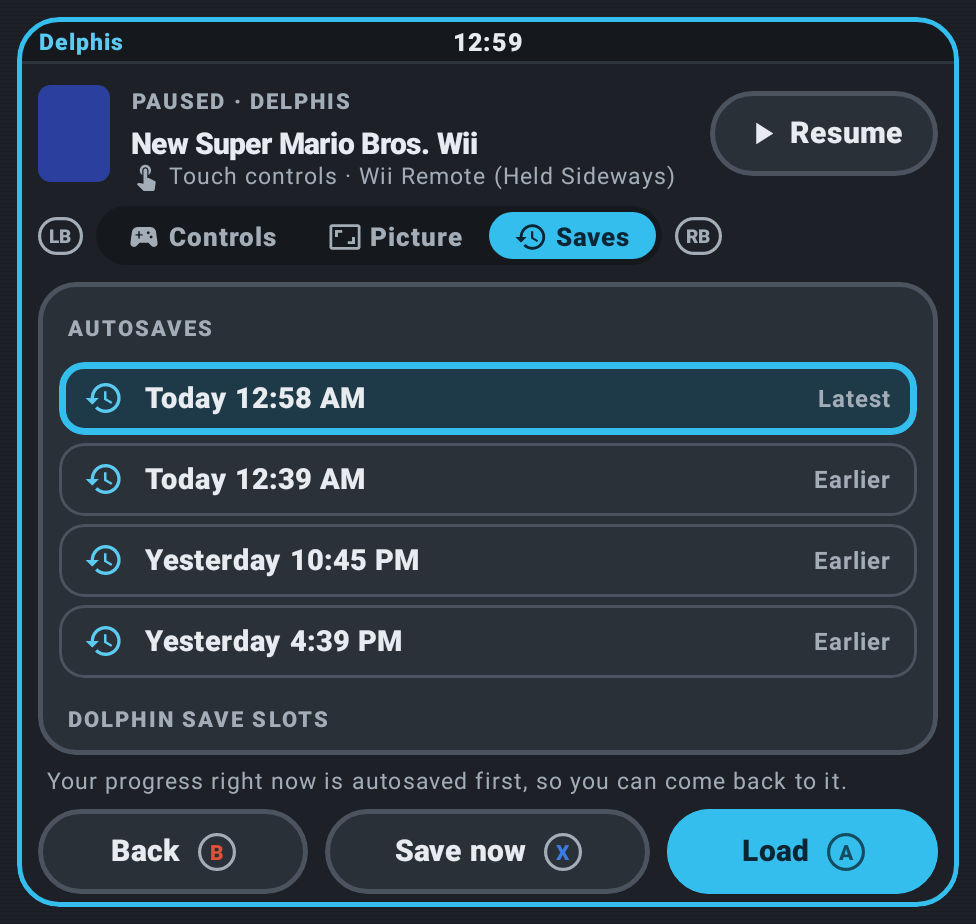 Delphis
12:59
PAUSED · DELPHIS
New Super Mario Bros. Wii
Touch controls · Wii Remote (Held Sideways)
Resume
LB
Controls
Picture
Saves
RB
AUTOSAVES
Today 12:58 AM
Latest
Today 12:39 AM
Earlier
Yesterday 10:45 PM
Earlier
Yesterday 4:39 PM
Earlier
DOLPHIN SAVE SLOTS
Your progress right now is autosaved first, so you can come back to it.
Back B
Save now X
Load A